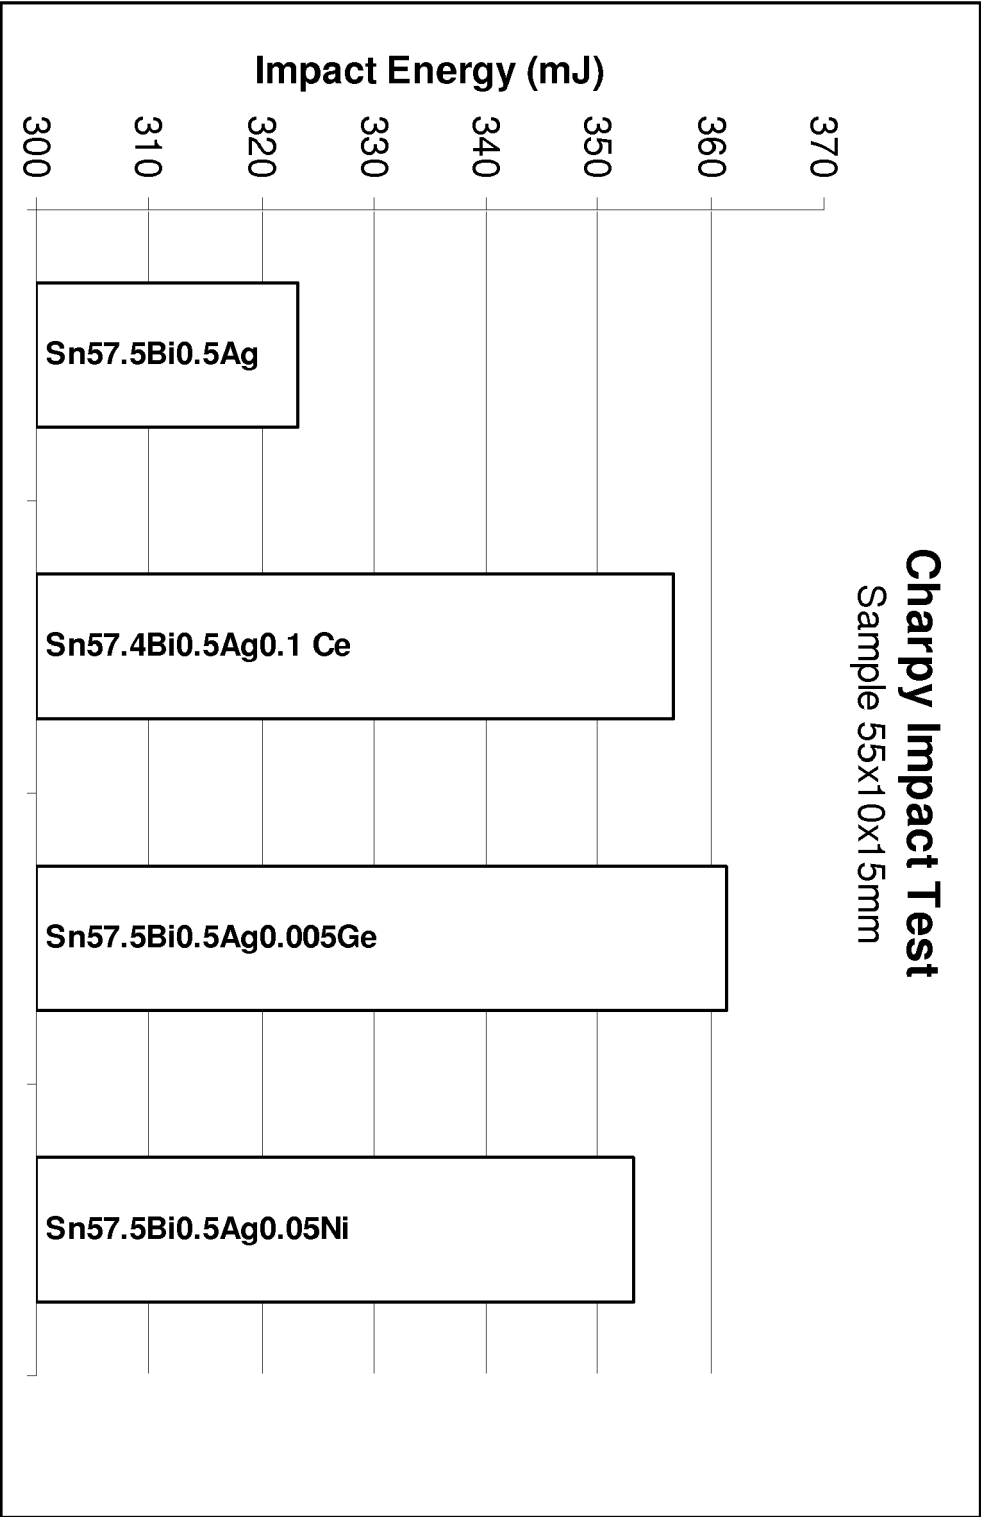 Charpy Impact Test
Sample 55x10x15mm
Impact Energy (mJ)
370
360
350
340
330
320
310
300
Sn57.5Bi0.5Ag
Sn57.4Bi0.5Ag0.1 Ce
Sn57.5Bi0.5Ag0.005Ge
Sn57.5Bi0.5Ag0.05Ni